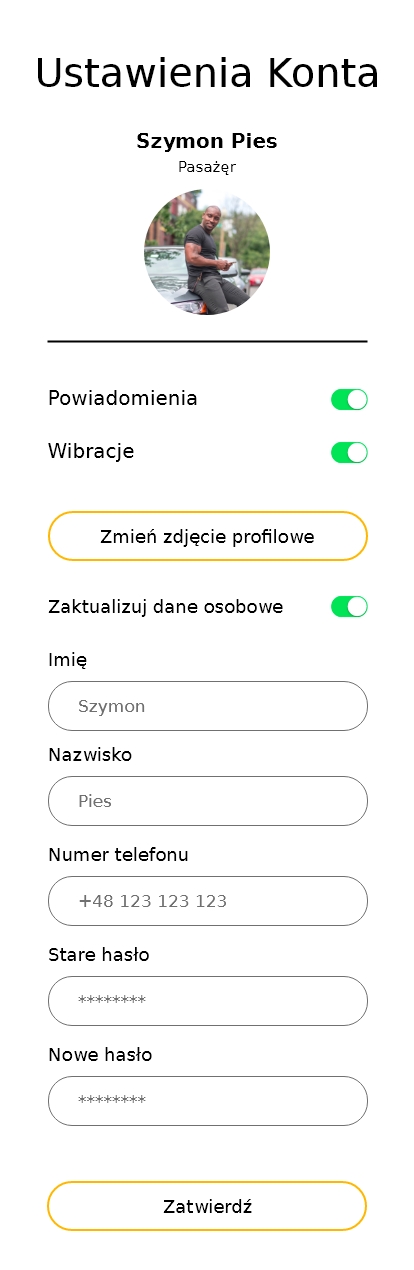 Ustawienia Konta
Szymon Pies
Pasażęr
Powiadomienia
Wibracje
Zmień zdjęcie profilowe
Zaktualizuj dane osobowe
Imię
Szymon
Nazwisko
Pies
Numer telefonu
+48 123 123 123
Stare hasło
********
Nowe hasło
********
Zatwierdź